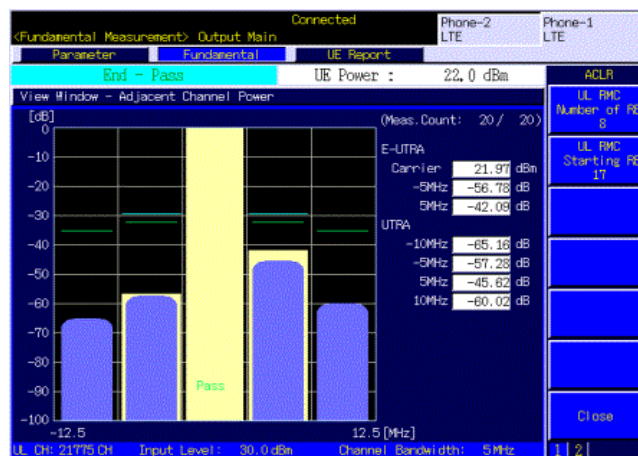 Connected
Phone-2
LTE
Phone-1
LTE
<Fundamental Measurement> Output Main
Parameter
Fundamental
UE Report
End - Pass
UE Power : 22.0 dBm
ACLR
View Window - Adjacent Channel Power
UL RMC
Number of RB
8
[dB]
(Meas.Count: 20/ 20)
UL RMC
Starting RB
17
0
-10
-20
-30
-40
-50
-60
-70
-80
-90
-100
E-UTRA
Carrier 21.97 dBm
-5MHz -56.78 dB
5MHz -42.09 dB
UTRA
-10MHz -65.16 dB
-5MHz -57.28 dB
5MHz -45.62 dB
10MHz -60.02 dB
Pass
-12.5
12.5[MHz]
Close
UL CH: 21775 CH Input Level: 30.0 dBm Channel Bandwidth: 5 MHz
1 2